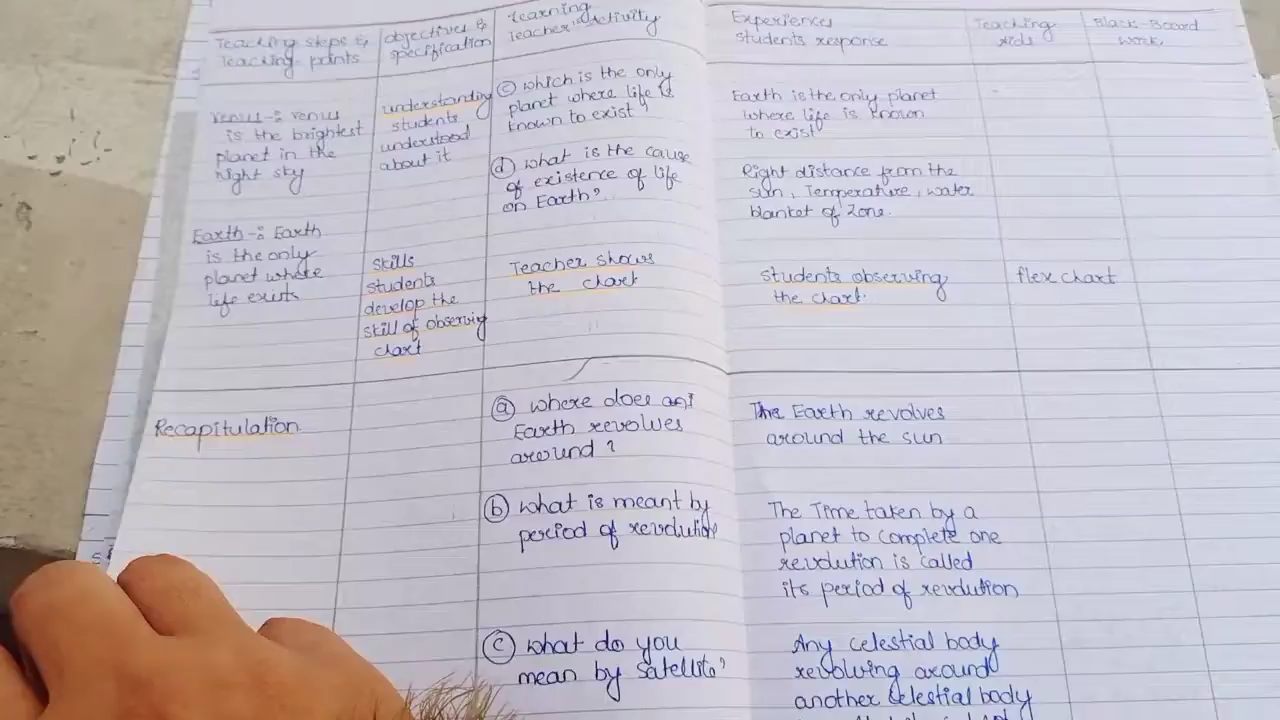 Teaching steps &
Teaching points
objectives &
specification
Learning
Teacher's activity
Experiences
students response
Teaching
aids
Black-Board
work
Venus -: Venus
is the brightest
planet in the
Night sky
understanding
students
understood
about it
(c) which is the only
planet where life is
known to exist?
Earth is the only planet
where life is known
to exist
(d) what is the cause
of existence of life
on Earth?
Right distance from the
sun, Temperature, water
blanket of Zone.
Earth -: Earth
is the only
planet where
life exists
skills
students
develop the
skill of observing
chart
Teacher shows
the chart
students observing
the chart.
flex chart
Recapitulation
(a) where does
Earth revolves
around?
The Earth revolves
around the sun
(b) what is meant by
period of revolution
The Time taken by a
planet to complete one
revolution is called
its period of revolution
(c) what do you
mean by satellite?
Any celestial body
revolving around
another celestial body